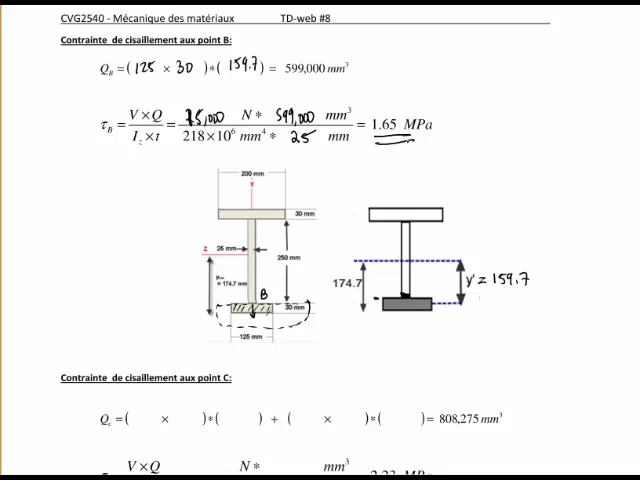 CVG2540 - Mécanique des matériaux TD-web #8
Contrainte de cisaillement aux point B:
Q_B = ( 125 × 30 ) * ( 159.7 ) = 599,000 mm³
τ_B = V × Q / I_z × t = 15,000 N * 599,000 mm³ / 218 × 10⁶ mm⁴ * 25 mm = 1.65 MPa
200 mm
y
30 mm
z 25 mm
250 mm
= 174.7 mm
B
30 mm
125 mm
174.7 y' = 159.7
Contrainte de cisaillement aux point C:
Q_c = ( × ) * ( ) + ( × ) * ( ) = 808,275 mm³
V × Q N * mm³